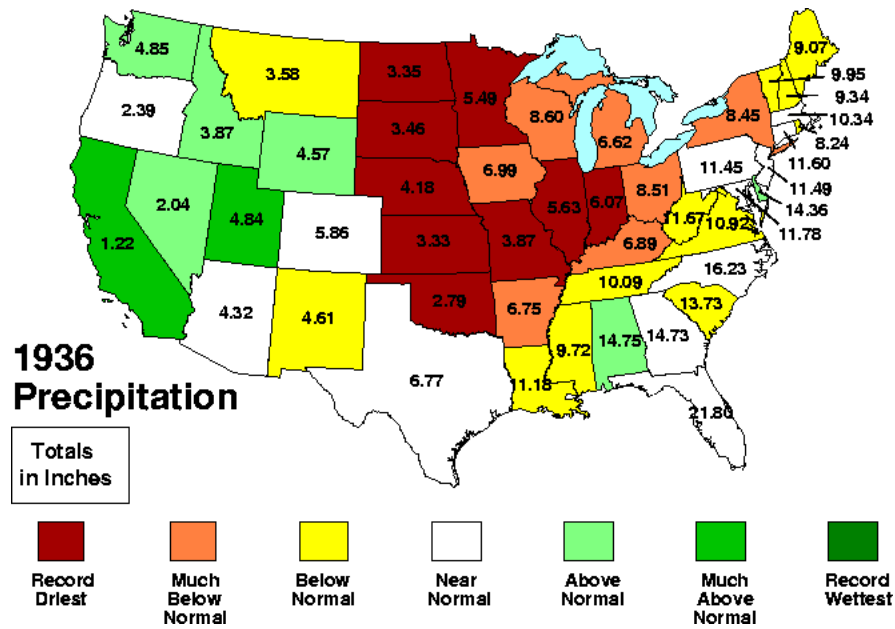 4.85
9.07
3.58
3.35
9.95
2.39
5.49
9.34
8.60
8.45
10.34
3.87
3.46
6.62
8.24
4.57
11.45
11.60
6.99
11.49
2.04
4.84
4.18
5.63
6.07
8.51
14.36
11.67
10.92
1.22
5.86
3.33
3.87
6.89
11.78
16.23
10.09
4.32
4.61
2.79
6.75
13.73
9.72
14.75
14.73
1936
Precipitation
6.77
11.18
21.80
Totals
in Inches
Record
Driest
Much
Below
Normal
Below
Normal
Near
Normal
Above
Normal
Much
Above
Normal
Record
Wettest